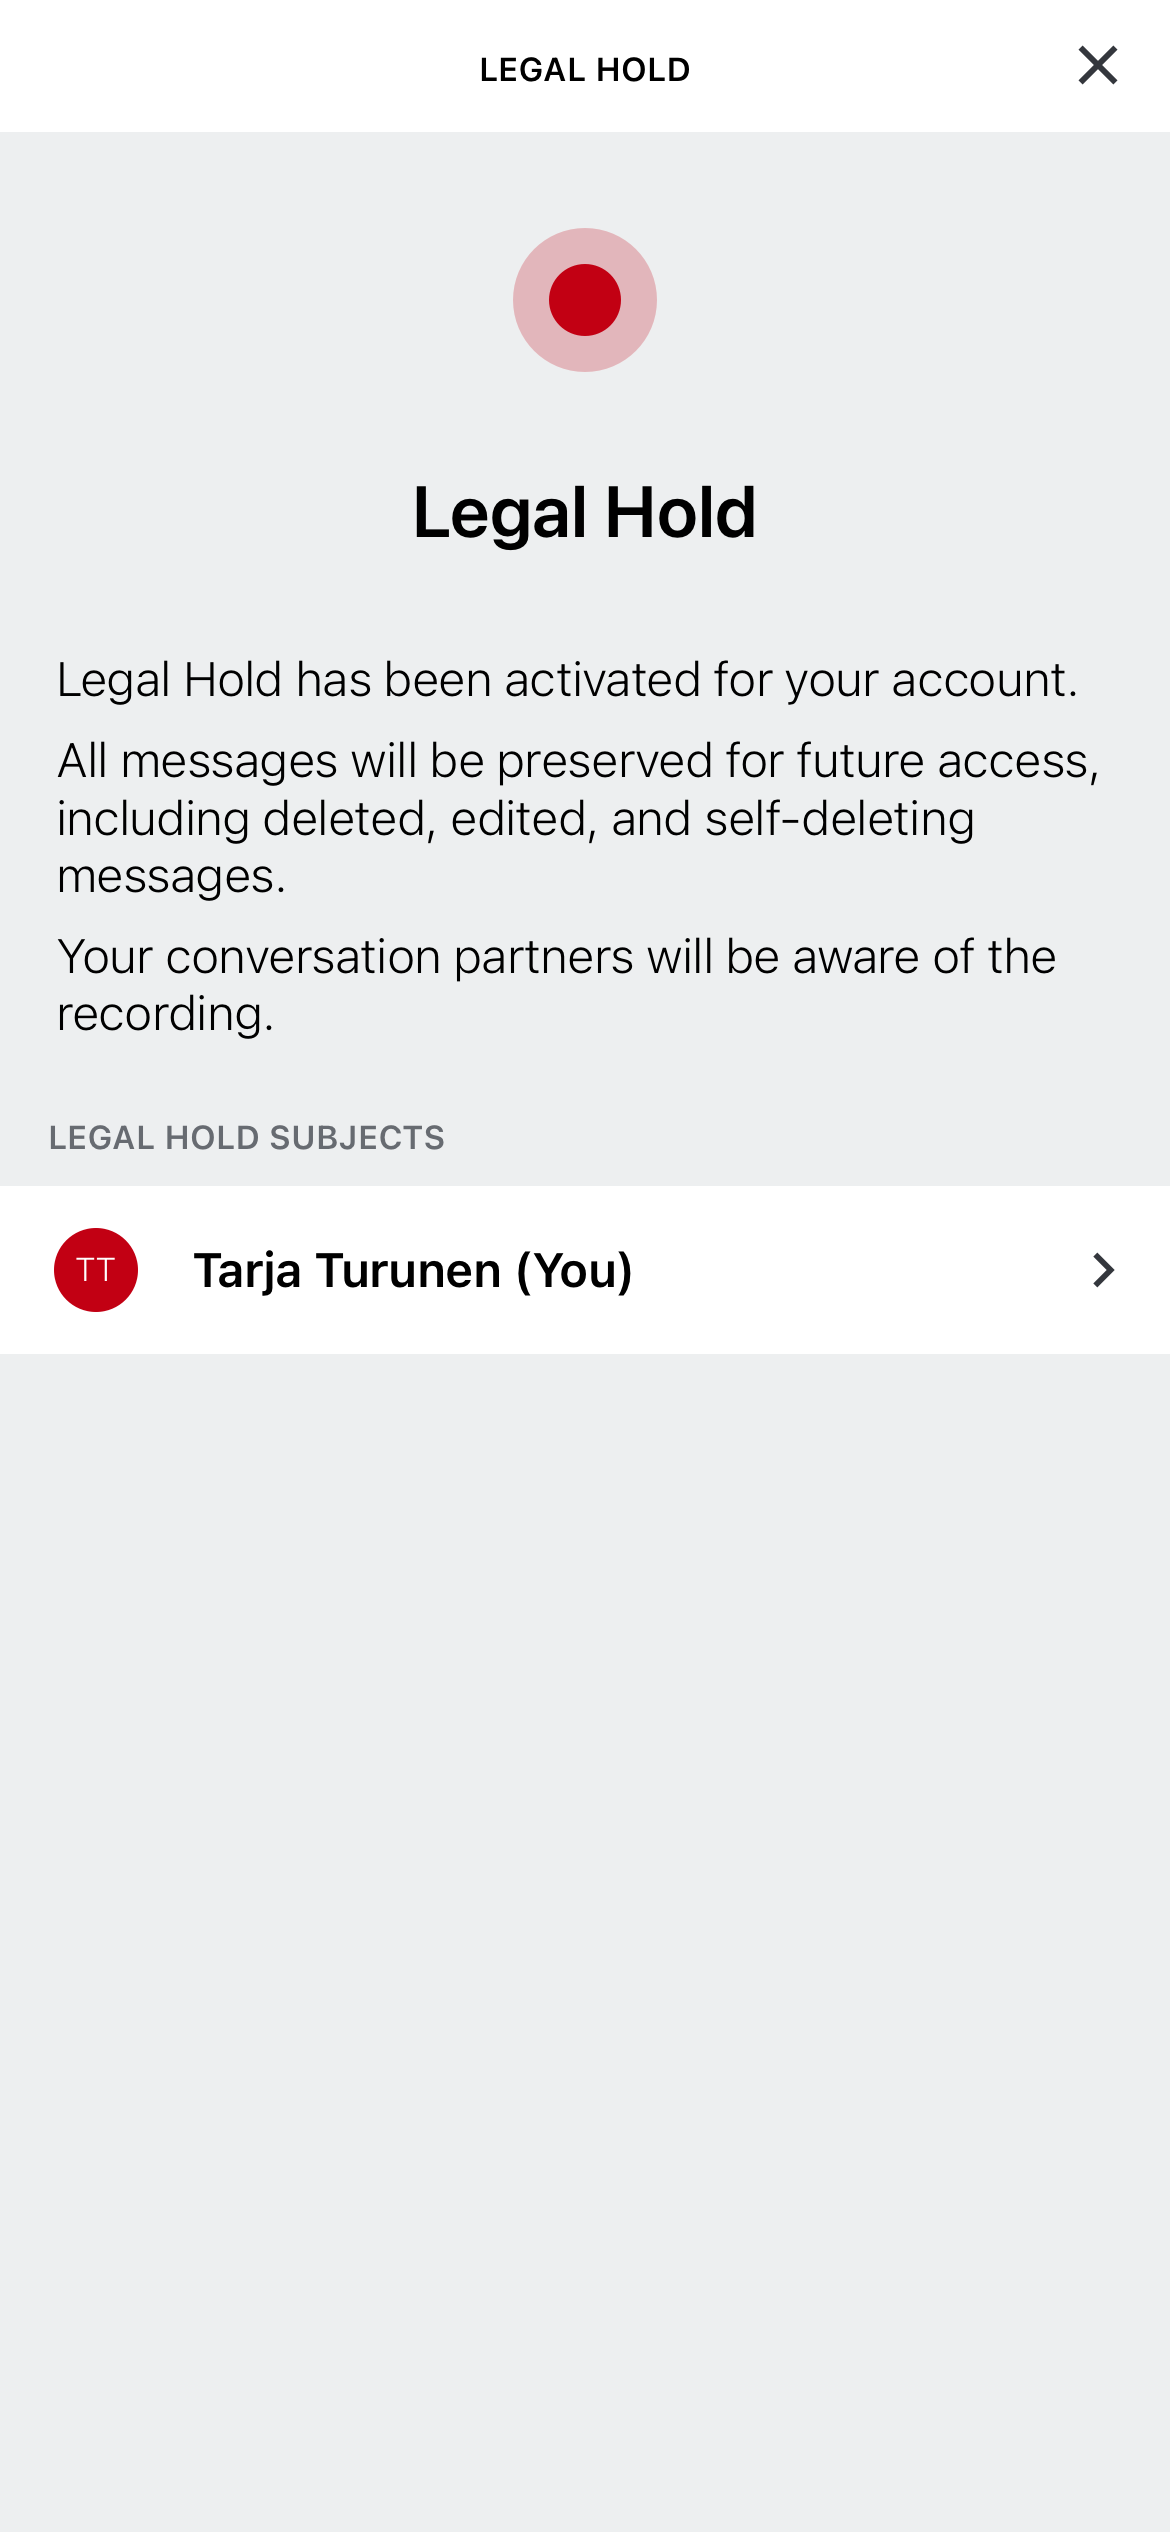 LEGAL HOLD
Legal Hold
Legal Hold has been activated for your account.
All messages will be preserved for future access,
including deleted, edited, and self-deleting
messages.
Your conversation partners will be aware of the
recording.
LEGAL HOLD SUBJECTS
TT
Tarja Turunen (You)